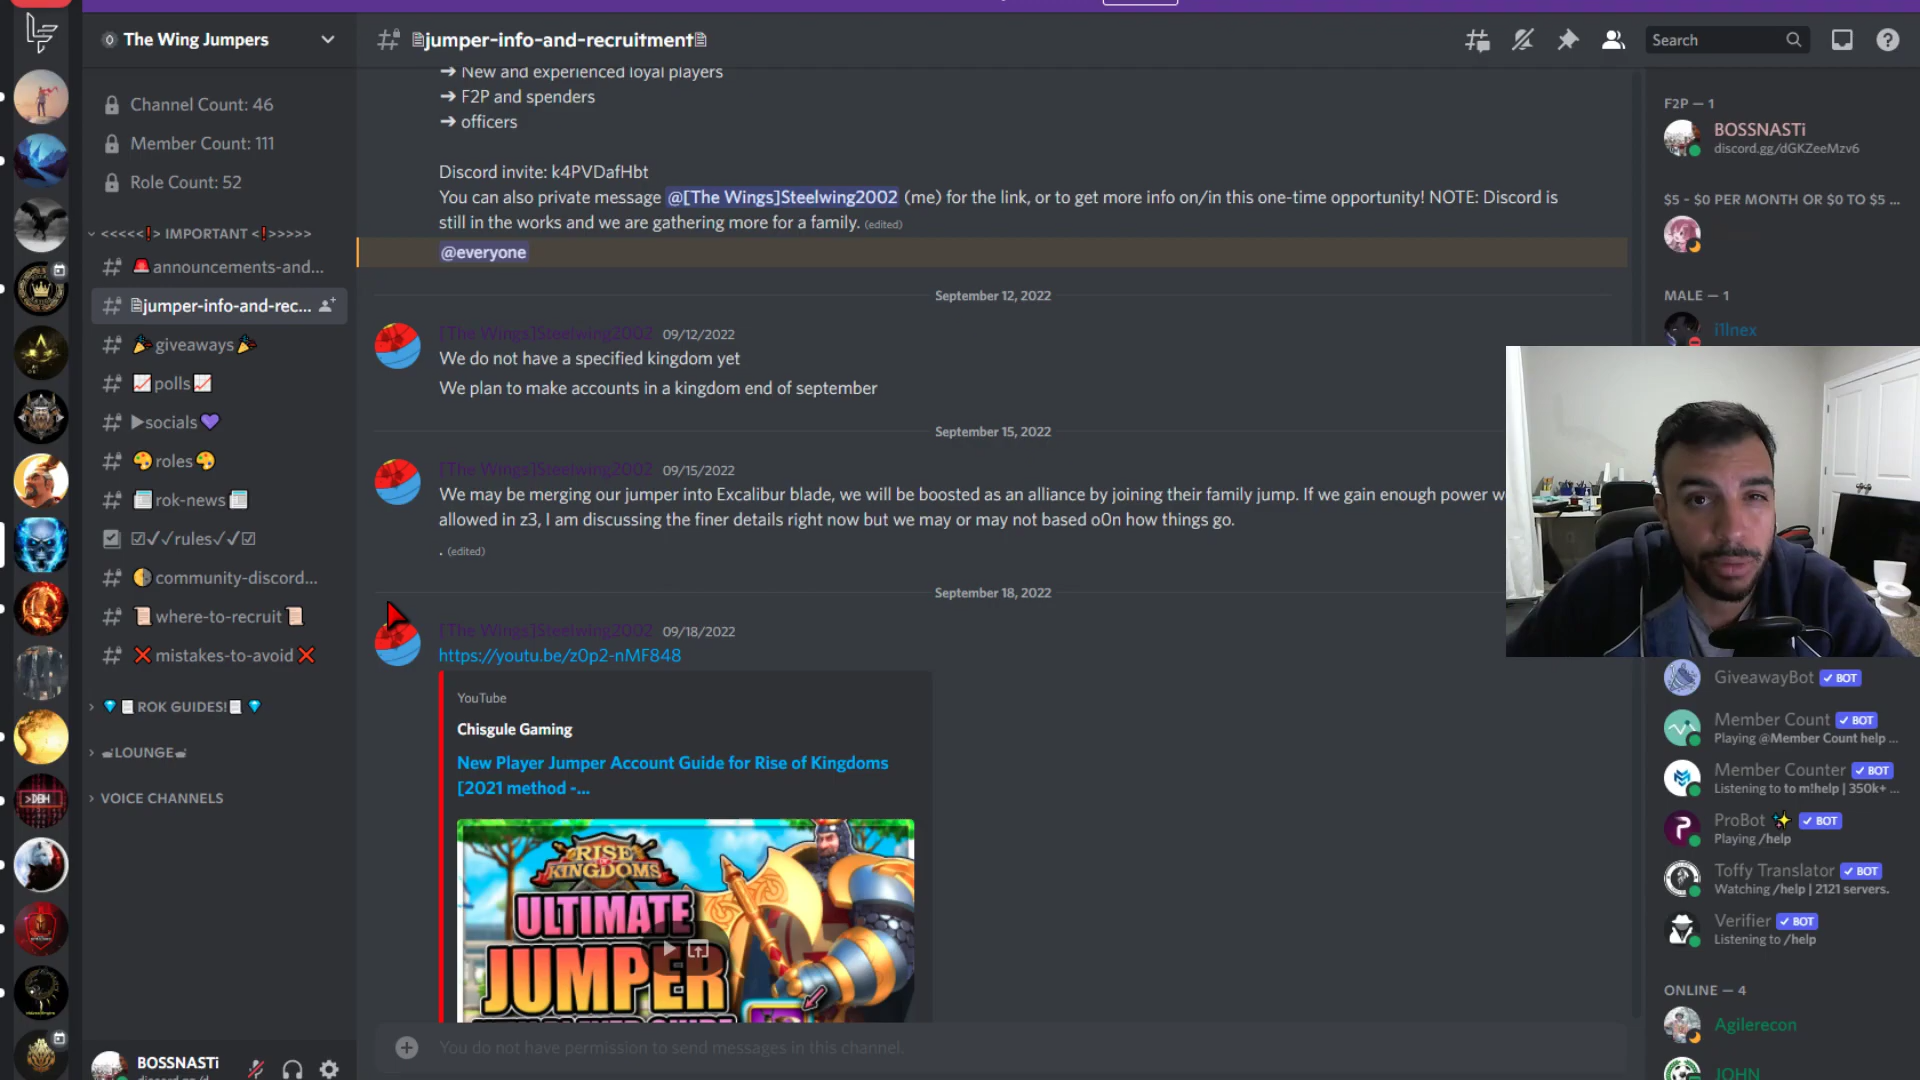 The Wing Jumpers
Channel Count: 46
Member Count: 111
Role Count: 52
<<<<<❗> IMPORTANT <❗>>>>>
🚨announcements-and...
jumper-info-and-rec...
🎉giveaways🎉
📈polls📈
▶socials💜
🎨roles🎨
📰rok-news📰
☑✓✓rules✓✓☑
🌗community-discord...
📜where-to-recruit📜
❌mistakes-to-avoid❌
💎📃ROK GUIDES!📃💎
🛋LOUNGE🛋
VOICE CHANNELS
>DBH
BOSSNASTi
jumper-info-and-recruitment
Search
➔ New and experienced loyal players
➔ F2P and spenders
➔ officers
Discord invite: k4PVDafHbt
You can also private message @[The Wings]Steelwing2002 (me) for the link, or to get more info on/in this one-time opportunity! NOTE: Discord is
still in the works and we are gathering more for a family. (edited)
@everyone
September 12, 2022
[The Wings]Steelwing2002 09/12/2022
We do not have a specified kingdom yet
We plan to make accounts in a kingdom end of september
September 15, 2022
[The Wings]Steelwing2002 09/15/2022
We may be merging our jumper into Excalibur blade, we will be boosted as an alliance by joining their family jump. If we gain enough power
allowed in z3, I am discussing the finer details right now but we may or may not based oOn how things go.
. (edited)
September 18, 2022
[The Wings]Steelwing2002 09/18/2022
https://youtu.be/z0p2-nMF848
YouTube
Chisgule Gaming
New Player Jumper Account Guide for Rise of Kingdoms
[2021 method -...
RISE OF
KINGDOMS
ULTIMATE
JUMPER
You do not have permission to send messages in this channel.
F2P — 1
BOSSNASTi
discord.gg/dGKZeeMzv6
$5 - $0 PER MONTH OR $0 TO $5 ...
MALE — 1
i1Inex
GiveawayBot ✓ BOT
Member Count ✓ BOT
Playing @Member Count help ...
Member Counter ✓ BOT
Listening to to m!help | 350k+ ...
ProBot ✨ ✓ BOT
Playing /help
Toffy Translator ✓ BOT
Watching /help | 2121 servers.
Verifier ✓ BOT
Listening to /help
ONLINE — 4
Agilerecon
JOHN